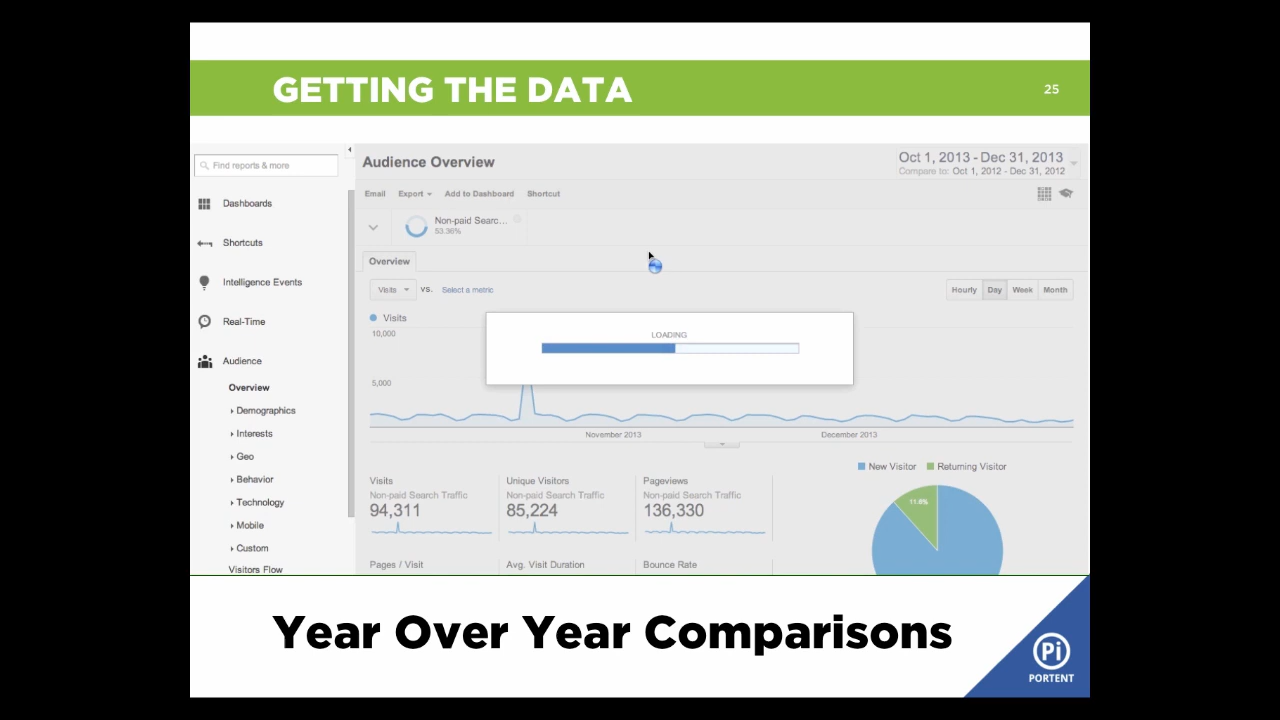 GETTING THE DATA
25
Find reports & more
Dashboards
Shortcuts
Intelligence Events
Real-Time
Audience
Overview
Demographics
Interests
Geo
Behavior
Technology
Mobile
Custom
Visitors Flow
Audience Overview
Oct 1, 2013 - Dec 31, 2013
Compare to: Oct 1, 2012 - Dec 31, 2012
Email Export Add to Dashboard Shortcut
Non-paid Searc...
53.36%
Overview
Visits VS. Select a metric
Hourly Day Week Month
Visits
10,000
5,000
LOADING
November 2013
December 2013
New Visitor Returning Visitor
11.6%
Visits
Non-paid Search Traffic
94,311
Unique Visitors
Non-paid Search Traffic
85,224
Pageviews
Non-paid Search Traffic
136,330
Pages / Visit
Avg. Visit Duration
Bounce Rate
Year Over Year Comparisons
Pi
PORTENT